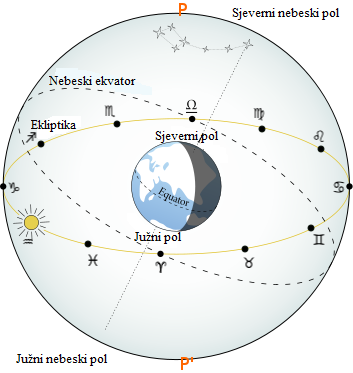 P
Sjeverni nebeski pol
Nebeski ekvator
♏
♎
♍
Ekliptika
Sjeverni pol
♐
♌
♑
♋
Equator
♒
Južni pol
♊
♓
♈
♉
Južni nebeski pol
P'